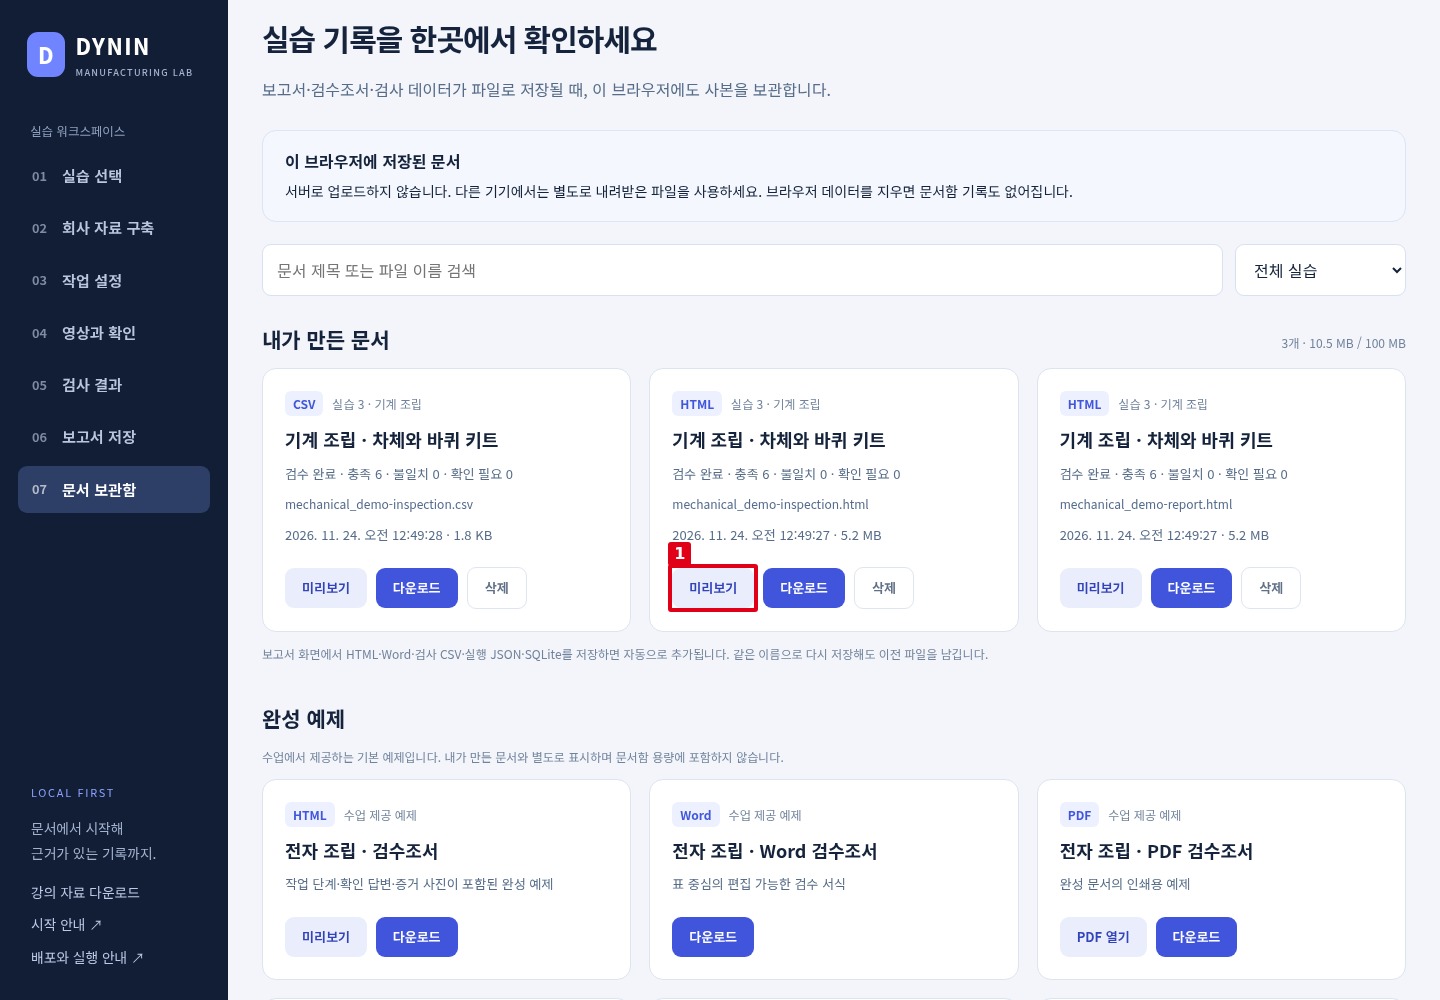 D DYNIN
MANUFACTURING LAB
실습 워크스페이스
01 실습 선택
02 회사 자료 구축
03 작업 설정
04 영상과 확인
05 검사 결과
06 보고서 저장
07 문서 보관함
LOCAL FIRST
문서에서 시작해
근거가 있는 기록까지.
강의 자료 다운로드
시작 안내 ↗
배포와 실행 안내 ↗
실습 기록을 한곳에서 확인하세요
보고서·검수조서·검사 데이터가 파일로 저장될 때, 이 브라우저에도 사본을 보관합니다.
이 브라우저에 저장된 문서
서버로 업로드하지 않습니다. 다른 기기에서는 별도로 내려받은 파일을 사용하세요. 브라우저 데이터를 지우면 문서함 기록도 없어집니다.
문서 제목 또는 파일 이름 검색
전체 실습
내가 만든 문서
3개 · 10.5 MB / 100 MB
CSV 실습 3 · 기계 조립
기계 조립 · 차체와 바퀴 키트
검수 완료 · 충족 6 · 불일치 0 · 확인 필요 0
mechanical_demo-inspection.csv
2026. 11. 24. 오전 12:49:28 · 1.8 KB
미리보기 다운로드 삭제
HTML 실습 3 · 기계 조립
기계 조립 · 차체와 바퀴 키트
검수 완료 · 충족 6 · 불일치 0 · 확인 필요 0
mechanical_demo-inspection.html
2026. 11. 24. 오전 12:49:27 · 5.2 MB
1
미리보기 다운로드 삭제
HTML 실습 3 · 기계 조립
기계 조립 · 차체와 바퀴 키트
검수 완료 · 충족 6 · 불일치 0 · 확인 필요 0
mechanical_demo-report.html
2026. 11. 24. 오전 12:49:27 · 5.2 MB
미리보기 다운로드 삭제
보고서 화면에서 HTML·Word·검사 CSV·실행 JSON·SQLite를 저장하면 자동으로 추가됩니다. 같은 이름으로 다시 저장해도 이전 파일을 남깁니다.
완성 예제
수업에서 제공하는 기본 예제입니다. 내가 만든 문서와 별도로 표시하며 문서함 용량에 포함하지 않습니다.
HTML 수업 제공 예제
전자 조립 · 검수조서
작업 단계·확인 답변·증거 사진이 포함된 완성 예제
미리보기 다운로드
Word 수업 제공 예제
전자 조립 · Word 검수조서
표 중심의 편집 가능한 검수 서식
다운로드
PDF 수업 제공 예제
전자 조립 · PDF 검수조서
완성 문서의 인쇄용 예제
PDF 열기 다운로드